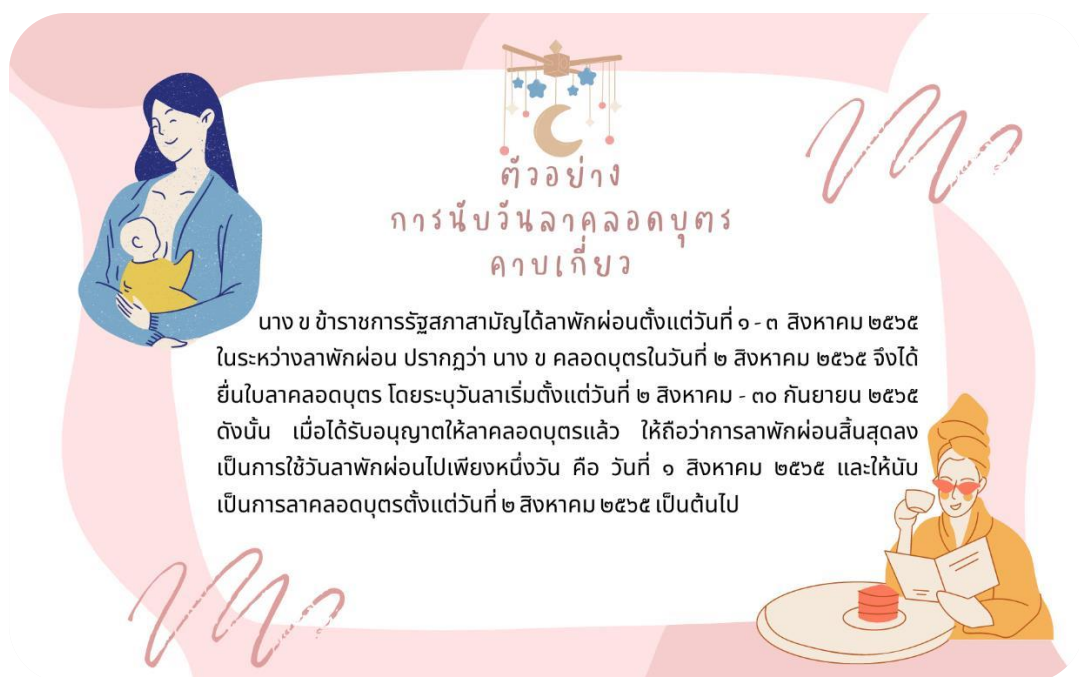 ตัวอย่าง
การนับวันลาคลอดบุตร
คาบเกี่ยว
นาง ข ข้าราชการรัฐสภาสามัญได้ลาพักผ่อนตั้งแต่วันที่ ๑ - ๓ สิงหาคม ๒๕๖๕
ในระหว่างลาพักผ่อน ปรากฏว่า นาง ข คลอดบุตรในวันที่ ๒ สิงหาคม ๒๕๖๕ จึงได้
ยื่นใบลาคลอดบุตร โดยระบุวันลาเริ่มตั้งแต่วันที่ ๒ สิงหาคม - ๓๐ กันยายน ๒๕๖๕
ดังนั้น เมื่อได้รับอนุญาตให้ลาคลอดบุตรแล้ว ให้ถือว่าการลาพักผ่อนสิ้นสุดลง
เป็นการใช้วันลาพักผ่อนไปเพียงหนึ่งวัน คือ วันที่ ๑ สิงหาคม ๒๕๖๕ และให้นับ
เป็นการลาคลอดบุตรตั้งแต่วันที่ ๒ สิงหาคม ๒๕๖๕ เป็นต้นไป